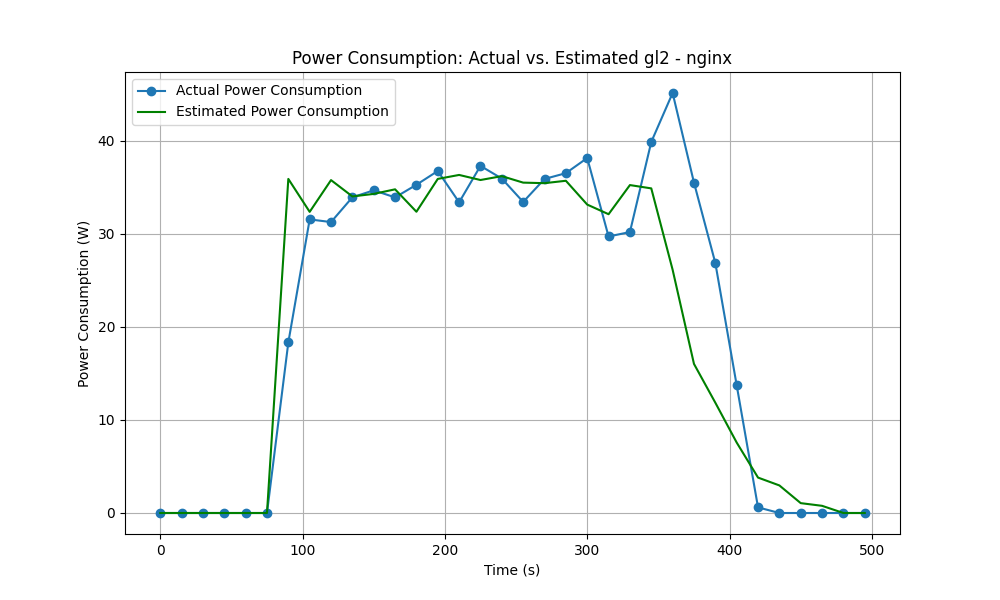 Power Consumption: Actual vs. Estimated gl2 - nginx
Actual Power Consumption
Estimated Power Consumption
Power Consumption (W)
40
30
20
10
0
0 100 200 300 400 500
Time (s)